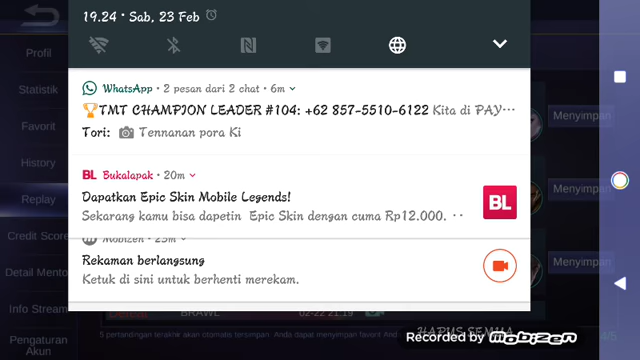 19.24 • Sab, 23 Feb
WhatsApp • 2 pesan dari 2 chat • 6m
🏆TMT CHAMPION LEADER #104: +62 857-5510-6122 Kita di PAY···
Tori: 📷 Tennanan pora Ki
BL Bukalapak • 20m
Dapatkan Epic Skin Mobile Legends!
Sekarang kamu bisa dapetin Epic Skin dengan cuma Rp12.000. ··
BL
Mobizen • 23m
Rekaman berlangsung
Ketuk di sini untuk berhenti merekam.
HAPUS SEMUA
Profil
Statistik
Favorit
History
Replay
Credit Score
Detail Mento
Info Stream
Pengaturan
Akun
Menyimpan
Menyimpan
Menyimpan
Defeat BRAWL 02-22 21:19
5 pertandingan terakhir akan otomatis tersimpan. Anda dapat menyimpan favorit Anda
Recorded by mobizen